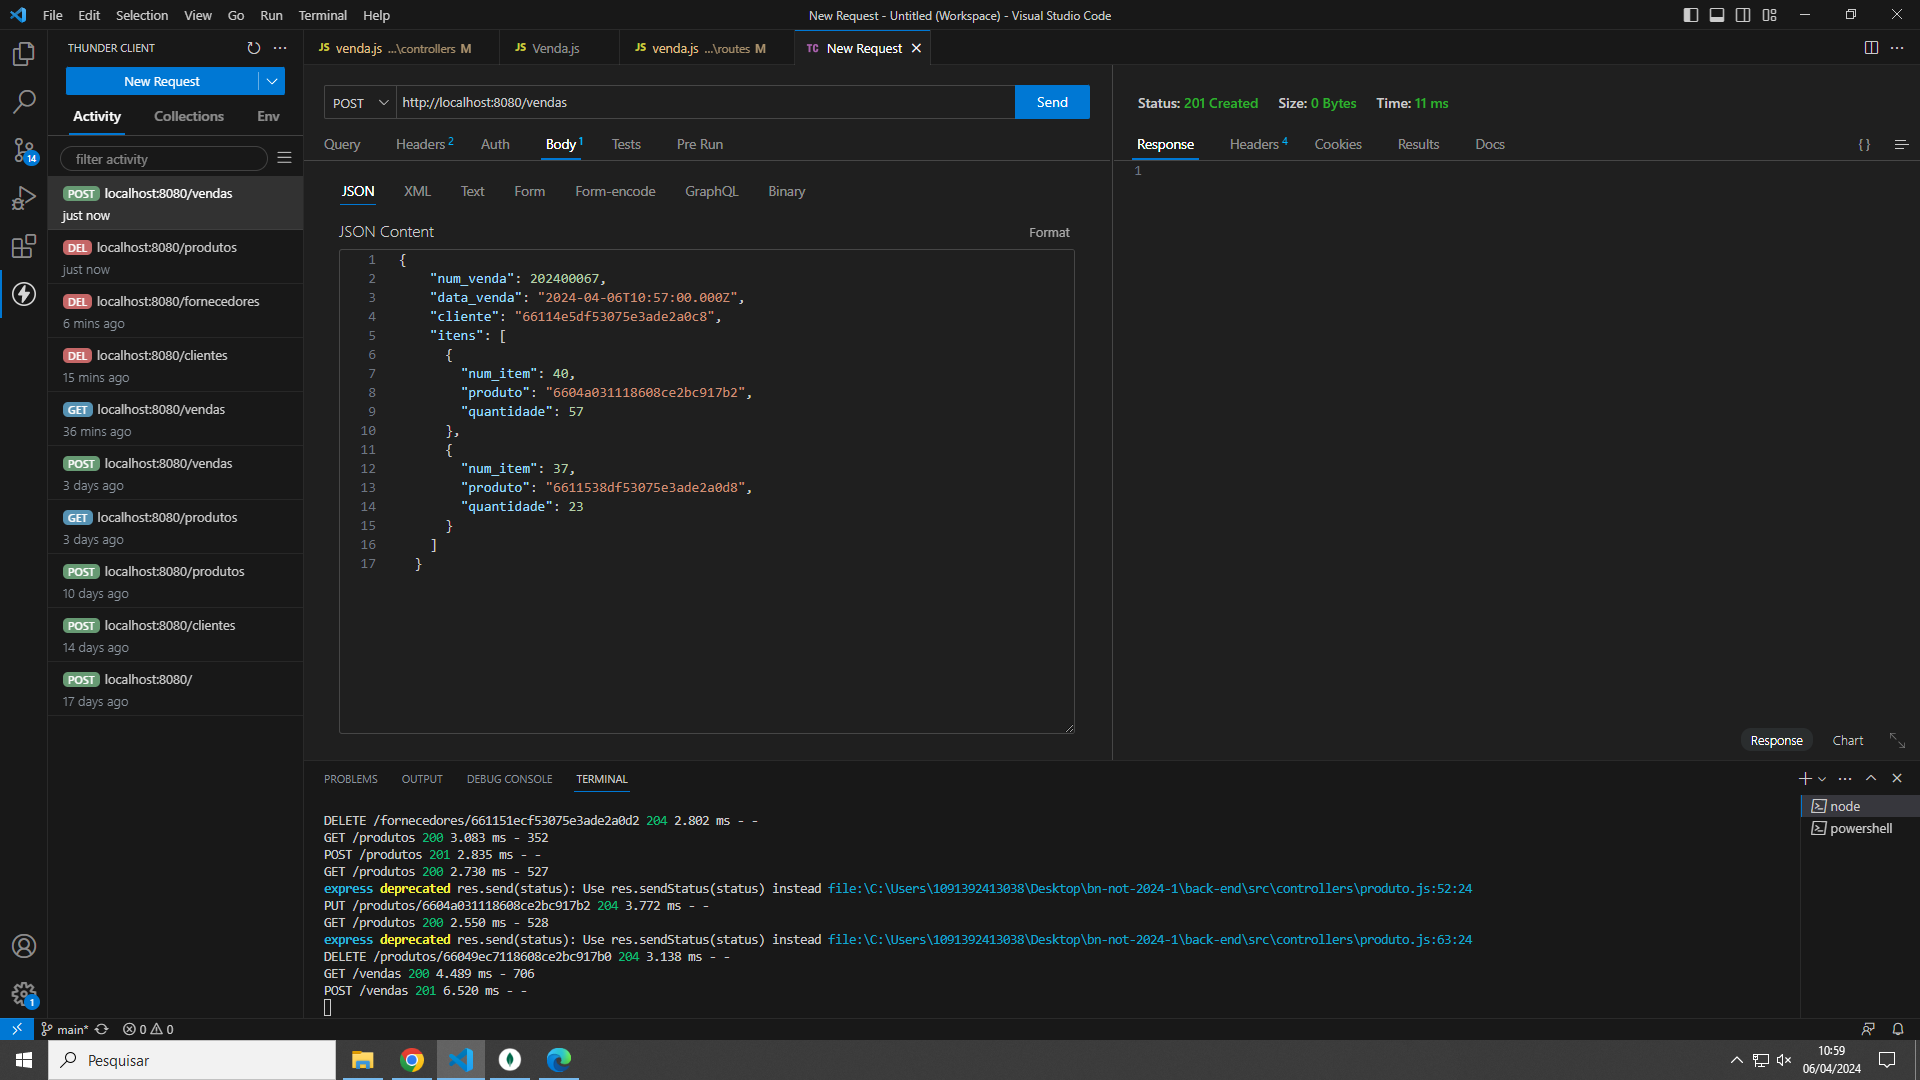 File Edit Selection View Go Run Terminal Help
New Request - Untitled (Workspace) - Visual Studio Code
THUNDER CLIENT
New Request
Activity Collections Env
filter activity
POST localhost:8080/vendas
just now
DEL localhost:8080/produtos
just now
DEL localhost:8080/fornecedores
6 mins ago
DEL localhost:8080/clientes
15 mins ago
GET localhost:8080/vendas
36 mins ago
POST localhost:8080/vendas
3 days ago
GET localhost:8080/produtos
3 days ago
POST localhost:8080/produtos
10 days ago
POST localhost:8080/clientes
14 days ago
POST localhost:8080/
17 days ago
14
1
JS venda.js ...\controllers M
JS Venda.js
JS venda.js ...\routes M
TC New Request
POST http://localhost:8080/vendas Send
Query Headers 2 Auth Body 1 Tests Pre Run
JSON XML Text Form Form-encode GraphQL Binary
JSON Content Format
1 {
2 "num_venda": 202400067,
3 "data_venda": "2024-04-06T10:57:00.000Z",
4 "cliente": "66114e5df53075e3ade2a0c8",
5 "itens": [
6 {
7 "num_item": 40,
8 "produto": "6604a031118608ce2bc917b2",
9 "quantidade": 57
10 },
11 {
12 "num_item": 37,
13 "produto": "6611538df53075e3ade2a0d8",
14 "quantidade": 23
15 }
16 ]
17 }
Status: 201 Created Size: 0 Bytes Time: 11 ms
Response Headers 4 Cookies Results Docs { }
1
Response Chart
PROBLEMS OUTPUT DEBUG CONSOLE TERMINAL
DELETE /fornecedores/661151ecf53075e3ade2a0d2 204 2.802 ms - -
GET /produtos 200 3.083 ms - 352
POST /produtos 201 2.835 ms - -
GET /produtos 200 2.730 ms - 527
express deprecated res.send(status): Use res.sendStatus(status) instead file:\C:\Users\1091392413038\Desktop\bn-not-2024-1\back-end\src\controllers\produto.js:52:24
PUT /produtos/6604a031118608ce2bc917b2 204 3.772 ms - -
GET /produtos 200 2.550 ms - 528
express deprecated res.send(status): Use res.sendStatus(status) instead file:\C:\Users\1091392413038\Desktop\bn-not-2024-1\back-end\src\controllers\produto.js:63:24
DELETE /produtos/66049ec7118608ce2bc917b0 204 3.138 ms - -
GET /vendas 200 4.489 ms - 706
POST /vendas 201 6.520 ms - -
node
powershell
main* 0 0
Pesquisar
10:59
06/04/2024